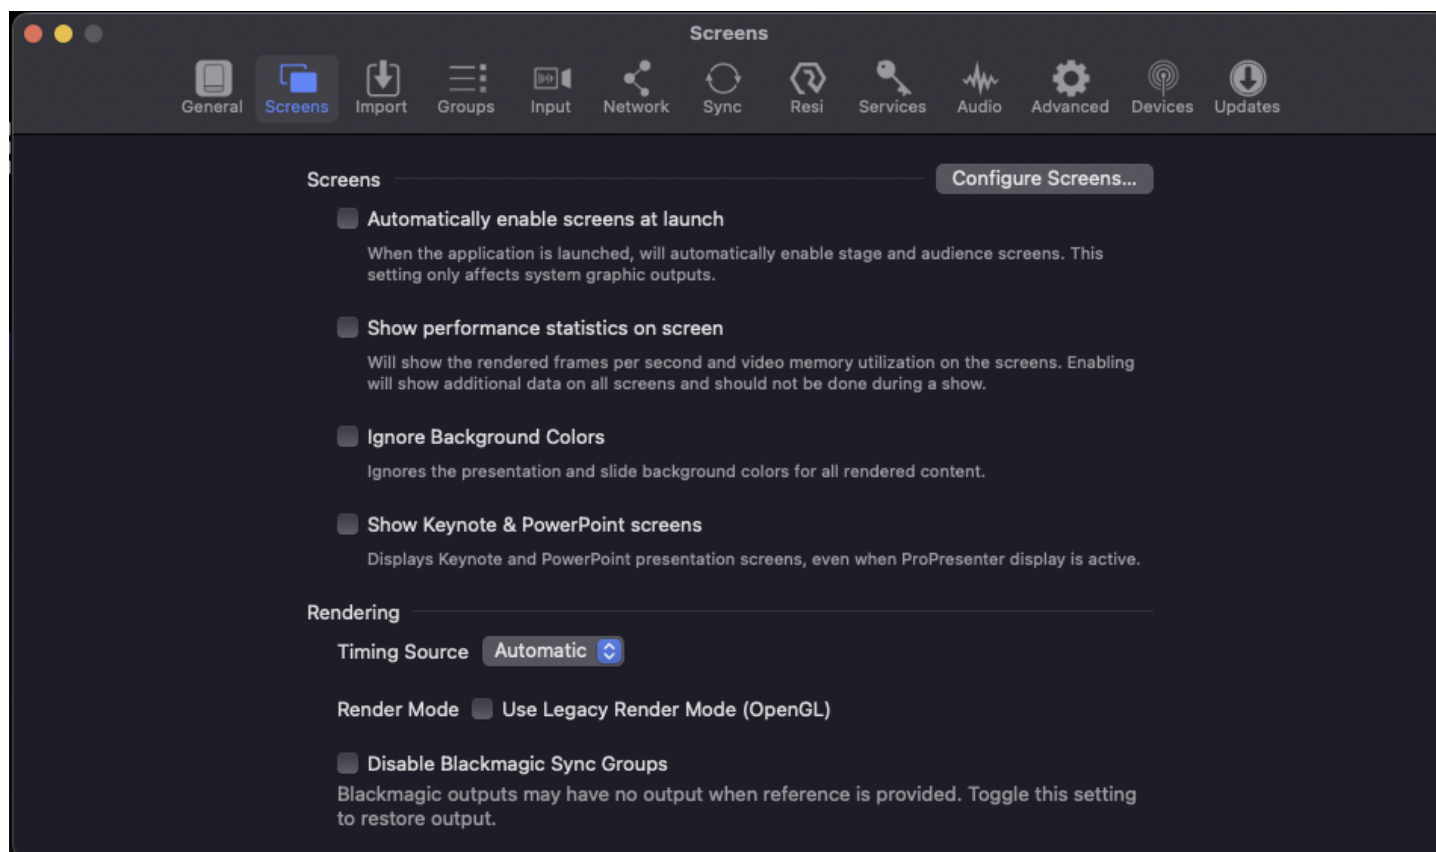 Screens
General
Screens
Import
Groups
Input
Network
Sync
Resi
Services
Audio
Advanced
Devices
Updates
Screens
Configure Screens...
Automatically enable screens at launch
When the application is launched, will automatically enable stage and audience screens. This
setting only affects system graphic outputs.
Show performance statistics on screen
Will show the rendered frames per second and video memory utilization on the screens. Enabling
will show additional data on all screens and should not be done during a show.
Ignore Background Colors
Ignores the presentation and slide background colors for all rendered content.
Show Keynote & PowerPoint screens
Displays Keynote and PowerPoint presentation screens, even when ProPresenter display is active.
Rendering
Timing Source Automatic
Render Mode Use Legacy Render Mode (OpenGL)
Disable Blackmagic Sync Groups
Blackmagic outputs may have no output when reference is provided. Toggle this setting
to restore output.